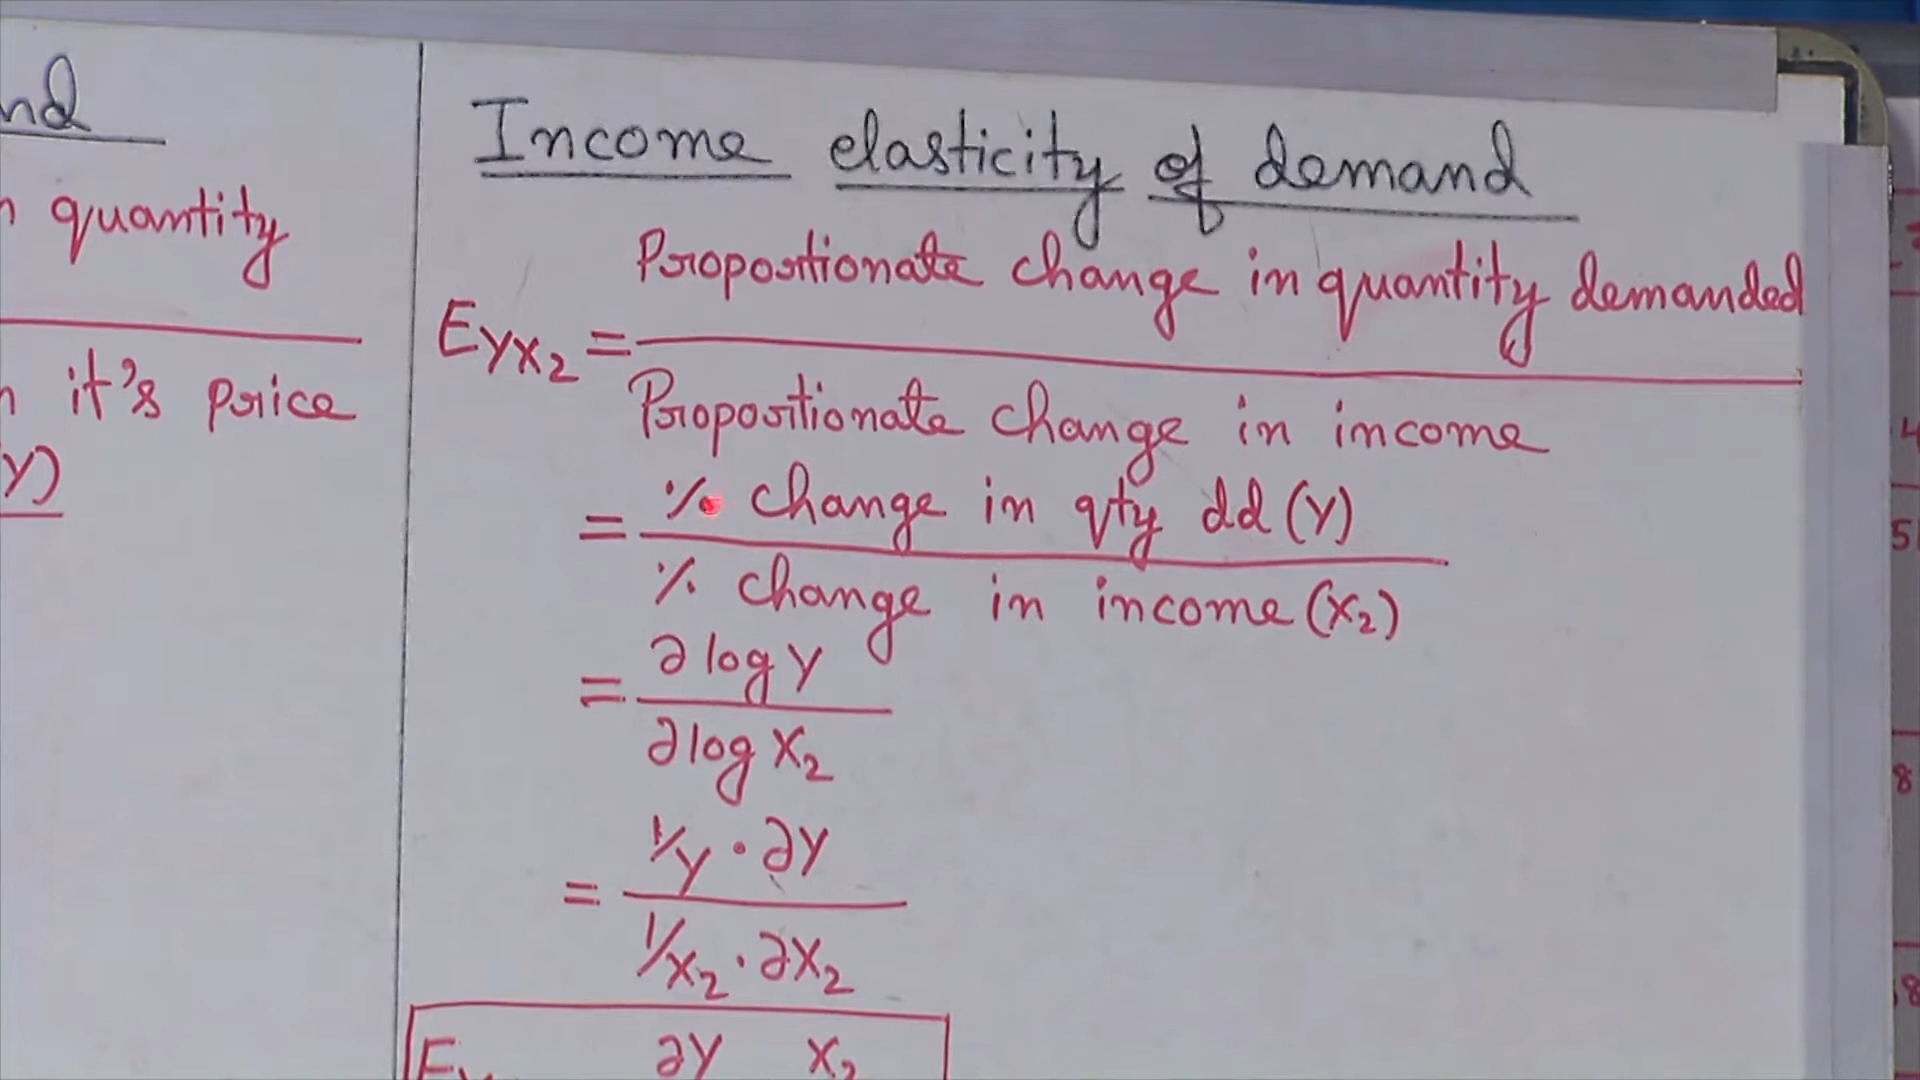 nd
quantity
it's price
Y)
Income elasticity of demand
Proportionate change in quantity demanded
EYX2 =
Proportionate change in income
= % change in qty dd (Y)
% change in income (X2)
= ∂ log Y
∂ log X2
= 1/Y · ∂Y
1/X2 · ∂X2
∂Y X2